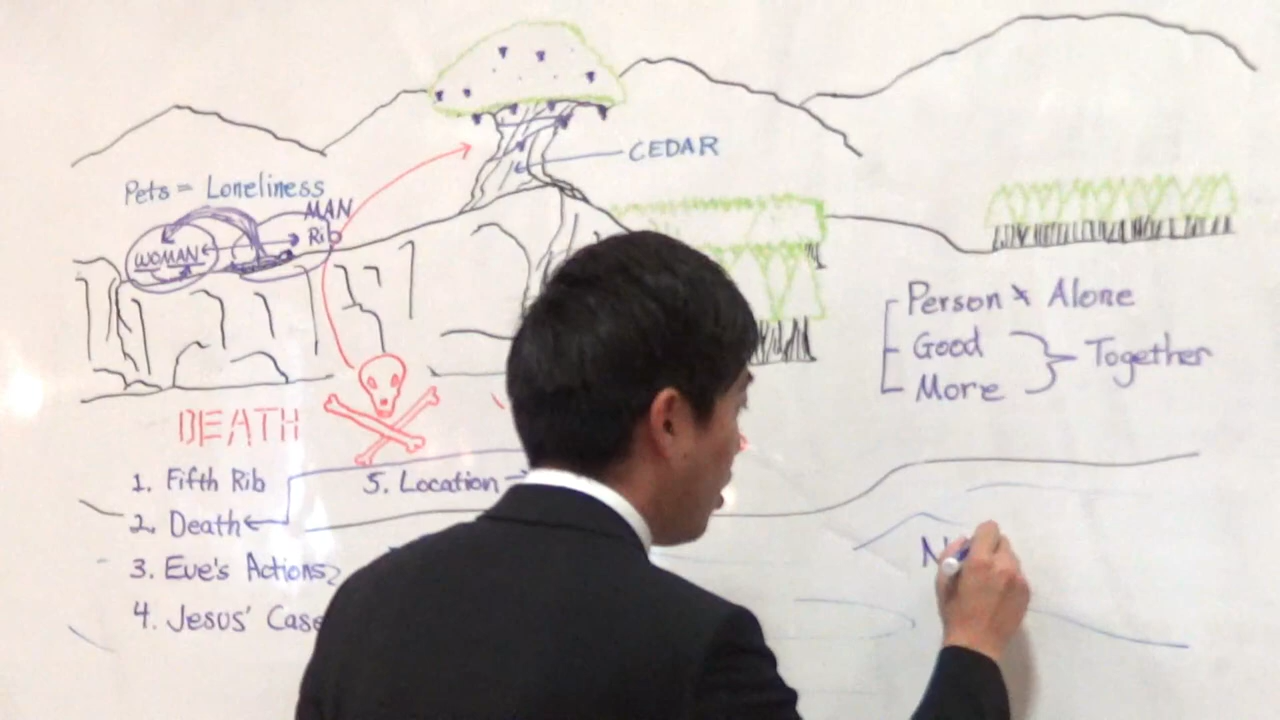 CEDAR
Pets = Loneliness
MAN
Rib
WOMAN
Person x Alone
Good
More
Together
DEATH
1. Fifth Rib
2. Death
3. Eve's Actions
4. Jesus' Case
5. Location
N